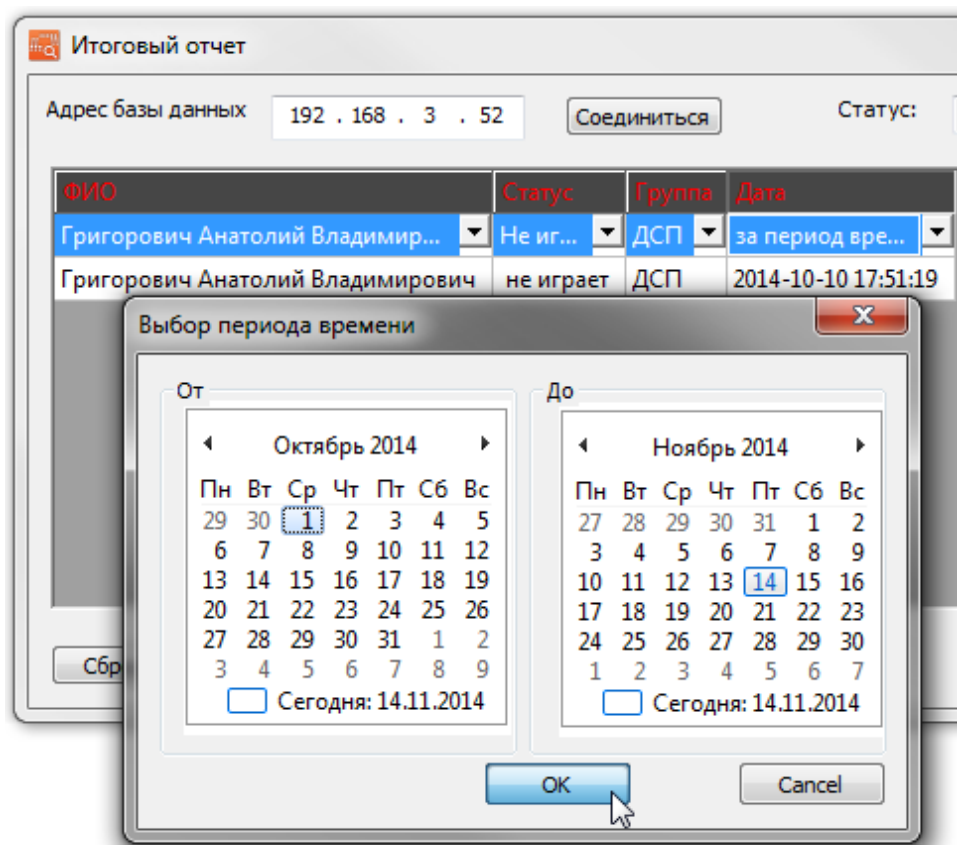 Итоговый отчет
Адрес базы данных 192 . 168 . 3 . 52 Соединиться Статус:
ФИО Статус Группа Дата
Григорович Анатолий Владимир... Не иг... ДСП за период вре...
Григорович Анатолий Владимирович не играет ДСП 2014-10-10 17:51:19
Выбор периода времени
От До
Октябрь 2014 Ноябрь 2014
Пн Вт Ср Чт Пт Сб Вс Пн Вт Ср Чт Пт Сб Вс
29 30 1 2 3 4 5 27 28 29 30 31 1 2
6 7 8 9 10 11 12 3 4 5 6 7 8 9
13 14 15 16 17 18 19 10 11 12 13 14 15 16
20 21 22 23 24 25 26 17 18 19 20 21 22 23
27 28 29 30 31 1 2 24 25 26 27 28 29 30
3 4 5 6 7 8 9 1 2 3 4 5 6 7
Сегодня: 14.11.2014 Сегодня: 14.11.2014
OK Cancel